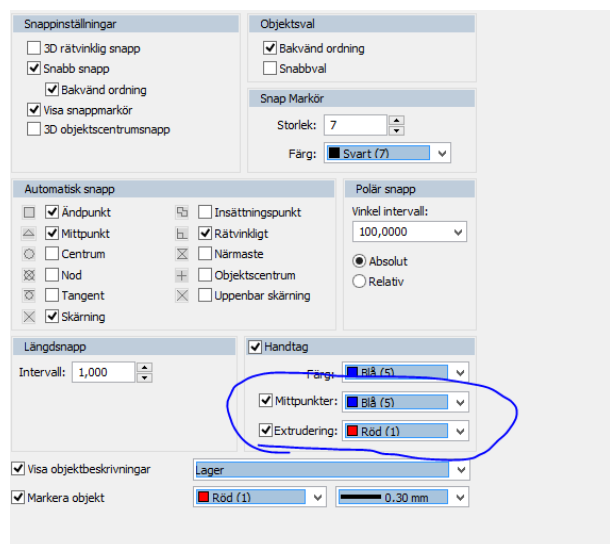 Snappinställningar
3D rätvinklig snapp
Snabb snapp
Bakvänd ordning
Visa snappmarkör
3D objektscentrumsnapp
Objektsval
Bakvänd ordning
Snabbval
Snap Markör
Storlek: 7
Färg: Svart (7)
Automatisk snapp
Ändpunkt
Mittpunkt
Centrum
Nod
Tangent
Skärning
Insättningspunkt
Rätvinkligt
Närmaste
Objektscentrum
Uppenbar skärning
Polär snapp
Vinkel intervall:
100,0000
Absolut
Relativ
Längdsnapp
Intervall: 1,000
Handtag
Färg: Blå (5)
Mittpunkter: Blå (5)
Extrudering: Röd (1)
Visa objektbeskrivningar Lager
Markera objekt Röd (1) 0.30 mm